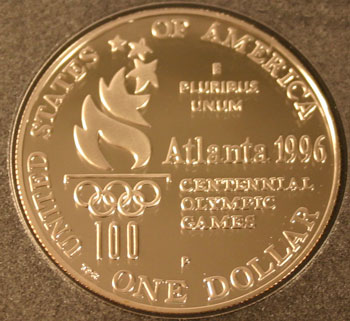 UNITED STATES OF AMERICA
E
PLURIBUS
UNUM
Atlanta 1996
CENTENNIAL
OLYMPIC
GAMES
100
P
ONE DOLLAR